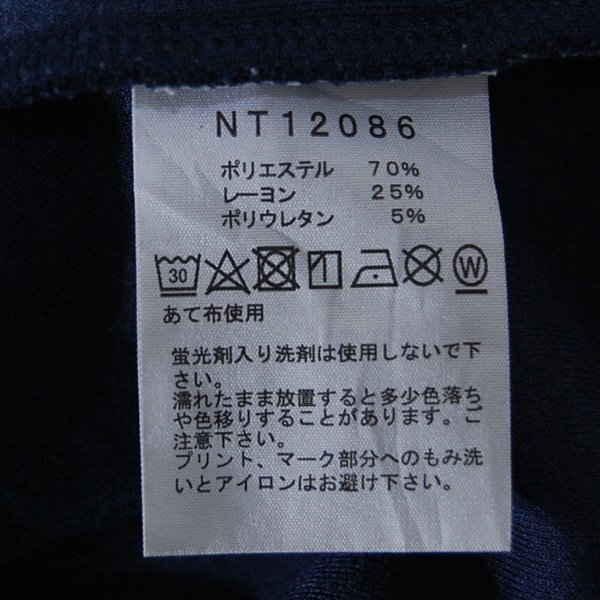 NT12086
ポリエステル 70%
レーヨン 25%
ポリウレタン 5%
30 W
あて布使用
蛍光剤入り洗剤は使用しないで下
さい。
濡れたまま放置すると多少色落ち
や色移りすることがあります。ご
注意下さい。
プリント、マーク部分へのもみ洗
いとアイロンはお避け下さい。